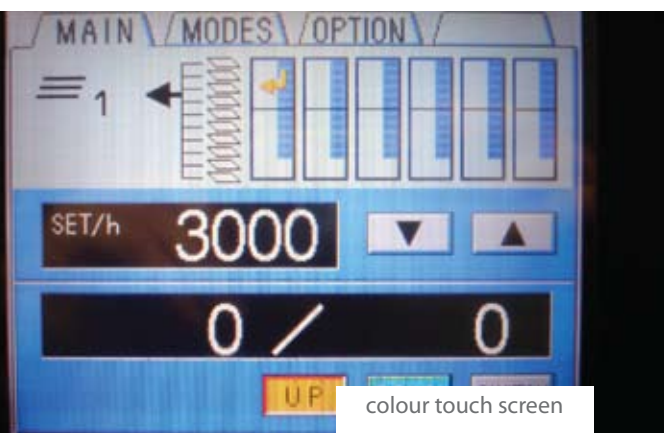 MAIN MODES OPTION
1
SET/h 3000
0 / 0
UP
colour touch screen